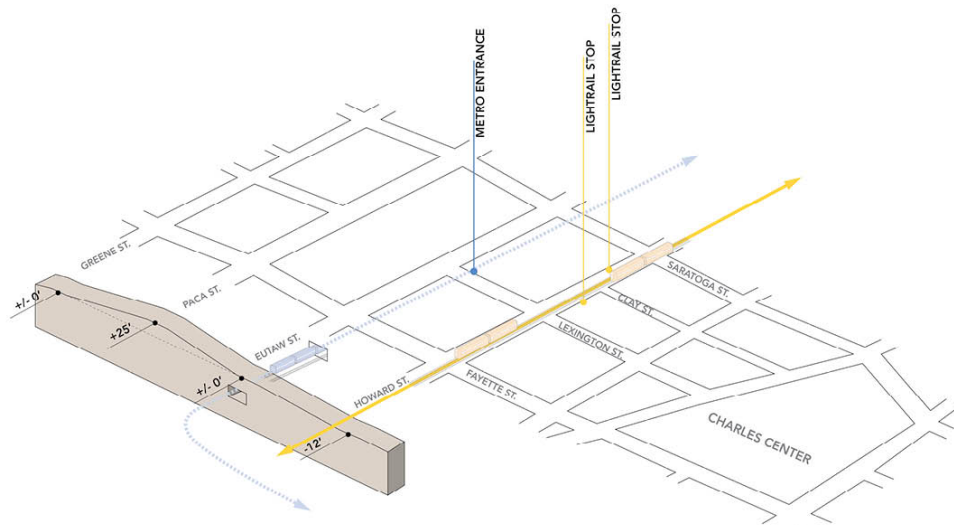 METRO ENTRANCE
LIGHTRAIL STOP
LIGHTRAIL STOP
GREENE ST.
PACA ST.
EUTAW ST.
HOWARD ST.
FAYETTE ST.
LEXINGTON ST.
CLAY ST.
SARATOGA ST.
CHARLES CENTER
+/- 0'
+25'
+/- 0'
-12'